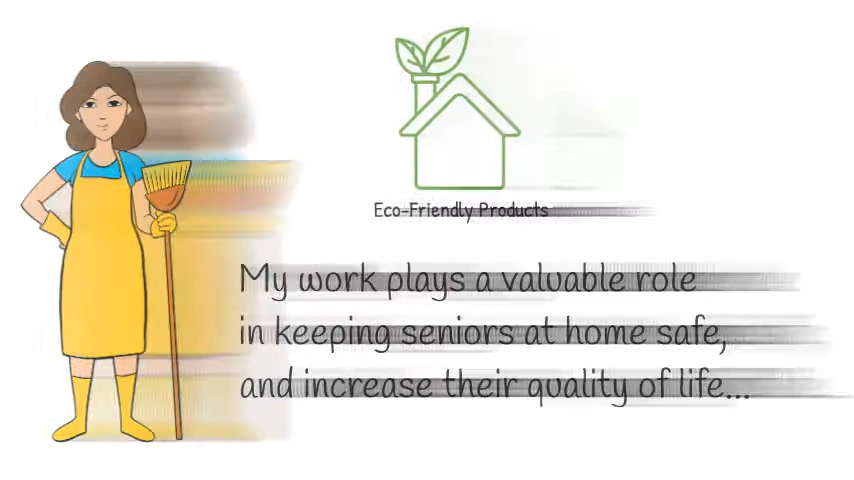 Eco-Friendly Products
My work plays a valuable role
in keeping seniors at home safe,
and increase their quality of life...